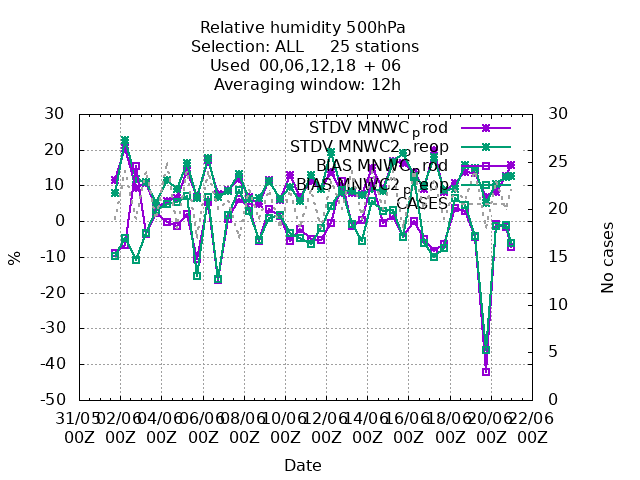 Relative humidity 500hPa
Selection: ALL 25 stations
Used 00,06,12,18 + 06
Averaging window: 12h
STDV MNWC_prod
STDV MNWC2_preop
BIAS MNWC_prod
BIAS MNWC2_preop
CASES
30
20
10
0
-10
-20
-30
-40
-50
%
30
25
20
15
10
5
0
No cases
31/05 02/06 04/06 06/06 08/06 10/06 12/06 14/06 16/06 18/06 20/06 22/06
00Z 00Z 00Z 00Z 00Z 00Z 00Z 00Z 00Z 00Z 00Z 00Z
Date